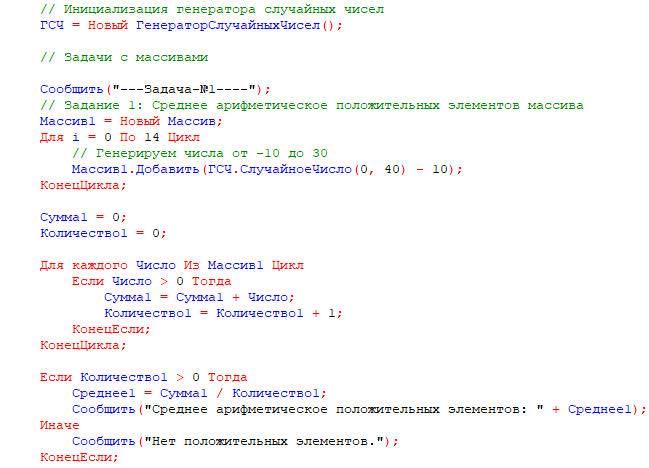 // Инициализация генератора случайных чисел
ГСЧ = Новый ГенераторСлучайныхЧисел();
// Задачи с массивами
Сообщить("---Задача-№1----");
// Задание 1: Среднее арифметическое положительных элементов массива
Массив1 = Новый Массив;
Для i = 0 По 14 Цикл
// Генерируем числа от -10 до 30
Массив1.Добавить(ГСЧ.СлучайноеЧисло(0, 40) - 10);
КонецЦикла;
Сумма1 = 0;
Количество1 = 0;
Для каждого Число Из Массив1 Цикл
Если Число > 0 Тогда
Сумма1 = Сумма1 + Число;
Количество1 = Количество1 + 1;
КонецЕсли;
КонецЦикла;
Если Количество1 > 0 Тогда
Среднее1 = Сумма1 / Количество1;
Сообщить("Среднее арифметическое положительных элементов: " + Среднее1);
Иначе
Сообщить("Нет положительных элементов.");
КонецЕсли;